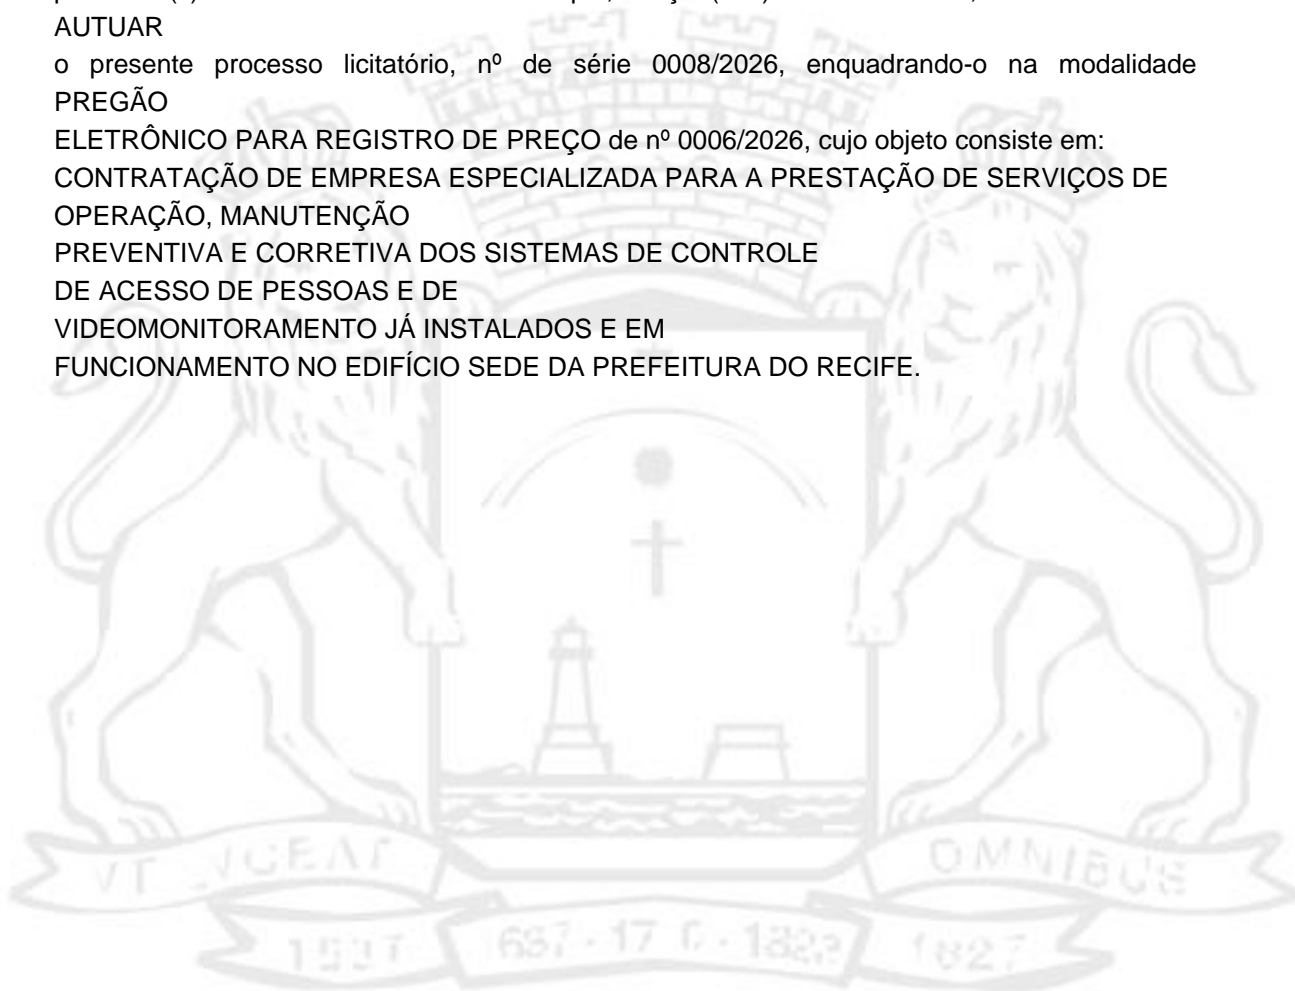 AUTUAR
o presente processo licitatório, nº de série 0008/2026, enquadrando-o na modalidade
PREGÃO
ELETRÔNICO PARA REGISTRO DE PREÇO de nº 0006/2026, cujo objeto consiste em:
CONTRATAÇÃO DE EMPRESA ESPECIALIZADA PARA A PRESTAÇÃO DE SERVIÇOS DE
OPERAÇÃO, MANUTENÇÃO
PREVENTIVA E CORRETIVA DOS SISTEMAS DE CONTROLE
DE ACESSO DE PESSOAS E DE
VIDEOMONITORAMENTO JÁ INSTALADOS E EM
FUNCIONAMENTO NO EDIFÍCIO SEDE DA PREFEITURA DO RECIFE.
VT OMNIBUS
1537 1827